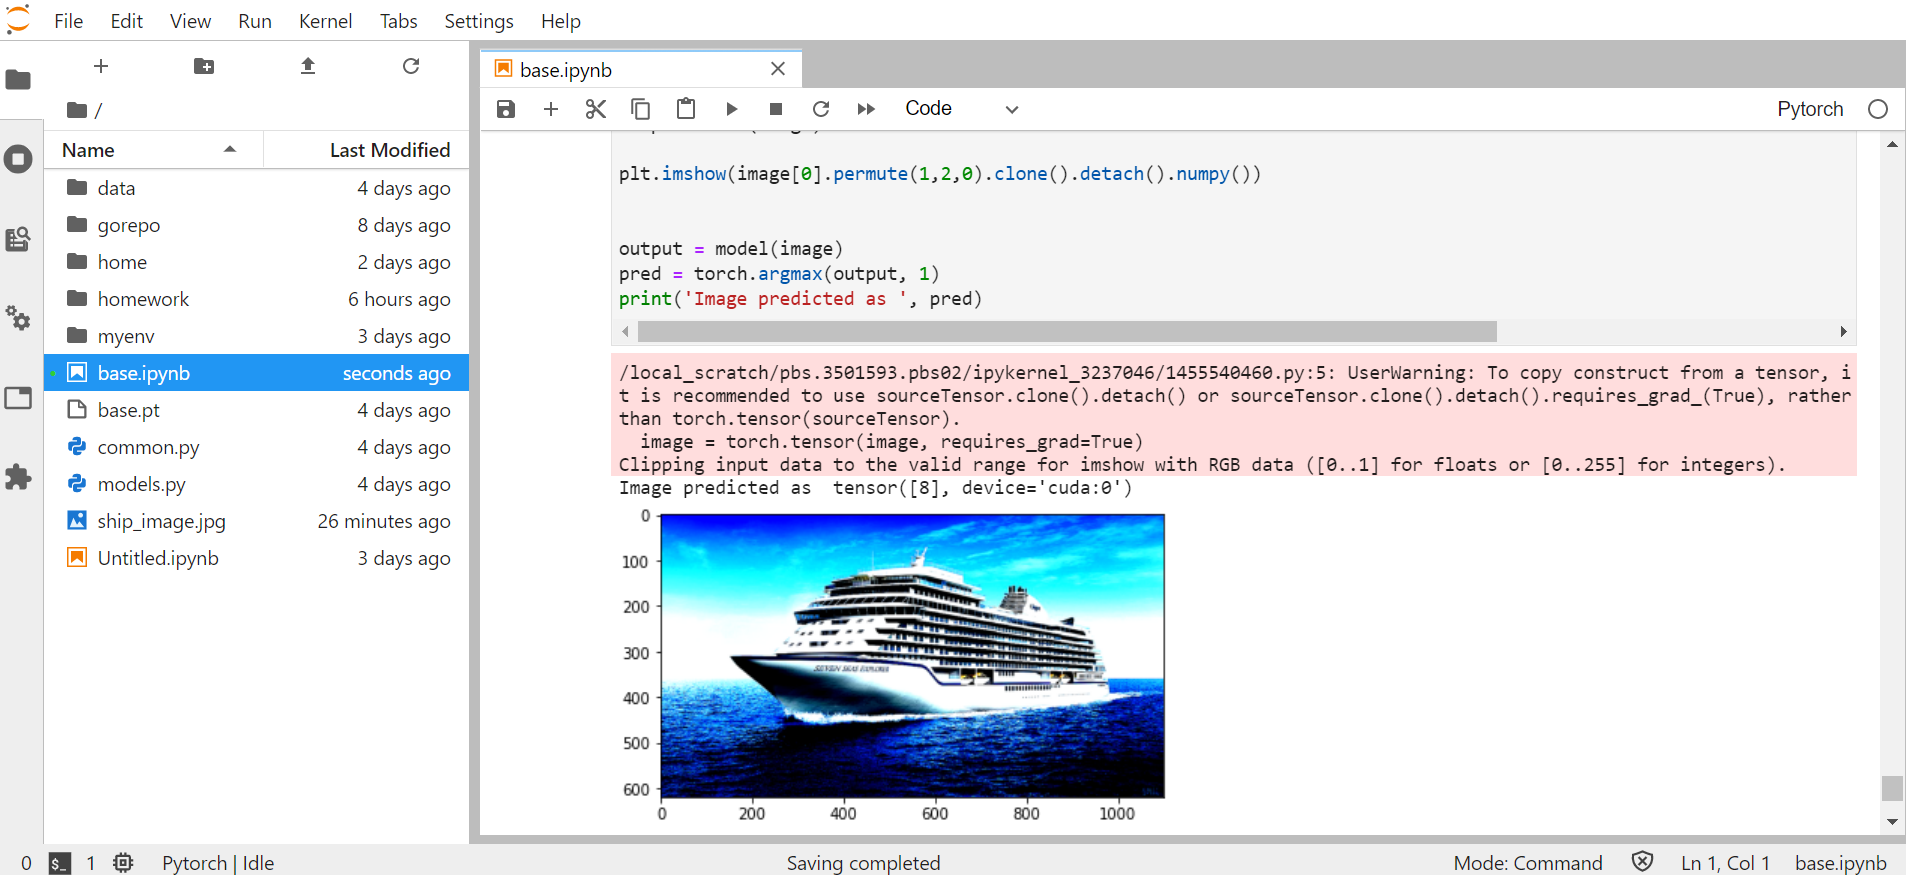 File Edit View Run Kernel Tabs Settings Help
base.ipynb
/
Code
Pytorch
Name Last Modified
data 4 days ago
gorepo 8 days ago
home 2 days ago
homework 6 hours ago
myenv 3 days ago
base.ipynb seconds ago
base.pt 4 days ago
common.py 4 days ago
models.py 4 days ago
ship_image.jpg 26 minutes ago
Untitled.ipynb 3 days ago
plt.imshow(image[0].permute(1,2,0).clone().detach().numpy())
output = model(image)
pred = torch.argmax(output, 1)
print('Image predicted as ', pred)
/local_scratch/pbs.3501593.pbs02/ipykernel_3237046/1455540460.py:5: UserWarning: To copy construct from a tensor, i
t is recommended to use sourceTensor.clone().detach() or sourceTensor.clone().detach().requires_grad_(True), rather
than torch.tensor(sourceTensor).
image = torch.tensor(image, requires_grad=True)
Clipping input data to the valid range for imshow with RGB data ([0..1] for floats or [0..255] for integers).
Image predicted as  tensor([8], device='cuda:0')
0
100
200
300
SEVEN SEAS EXPLORER
400
500
600
0 200 400 600 800 1000
0 $_ 1 Pytorch | Idle Saving completed Mode: Command Ln 1, Col 1 base.ipynb